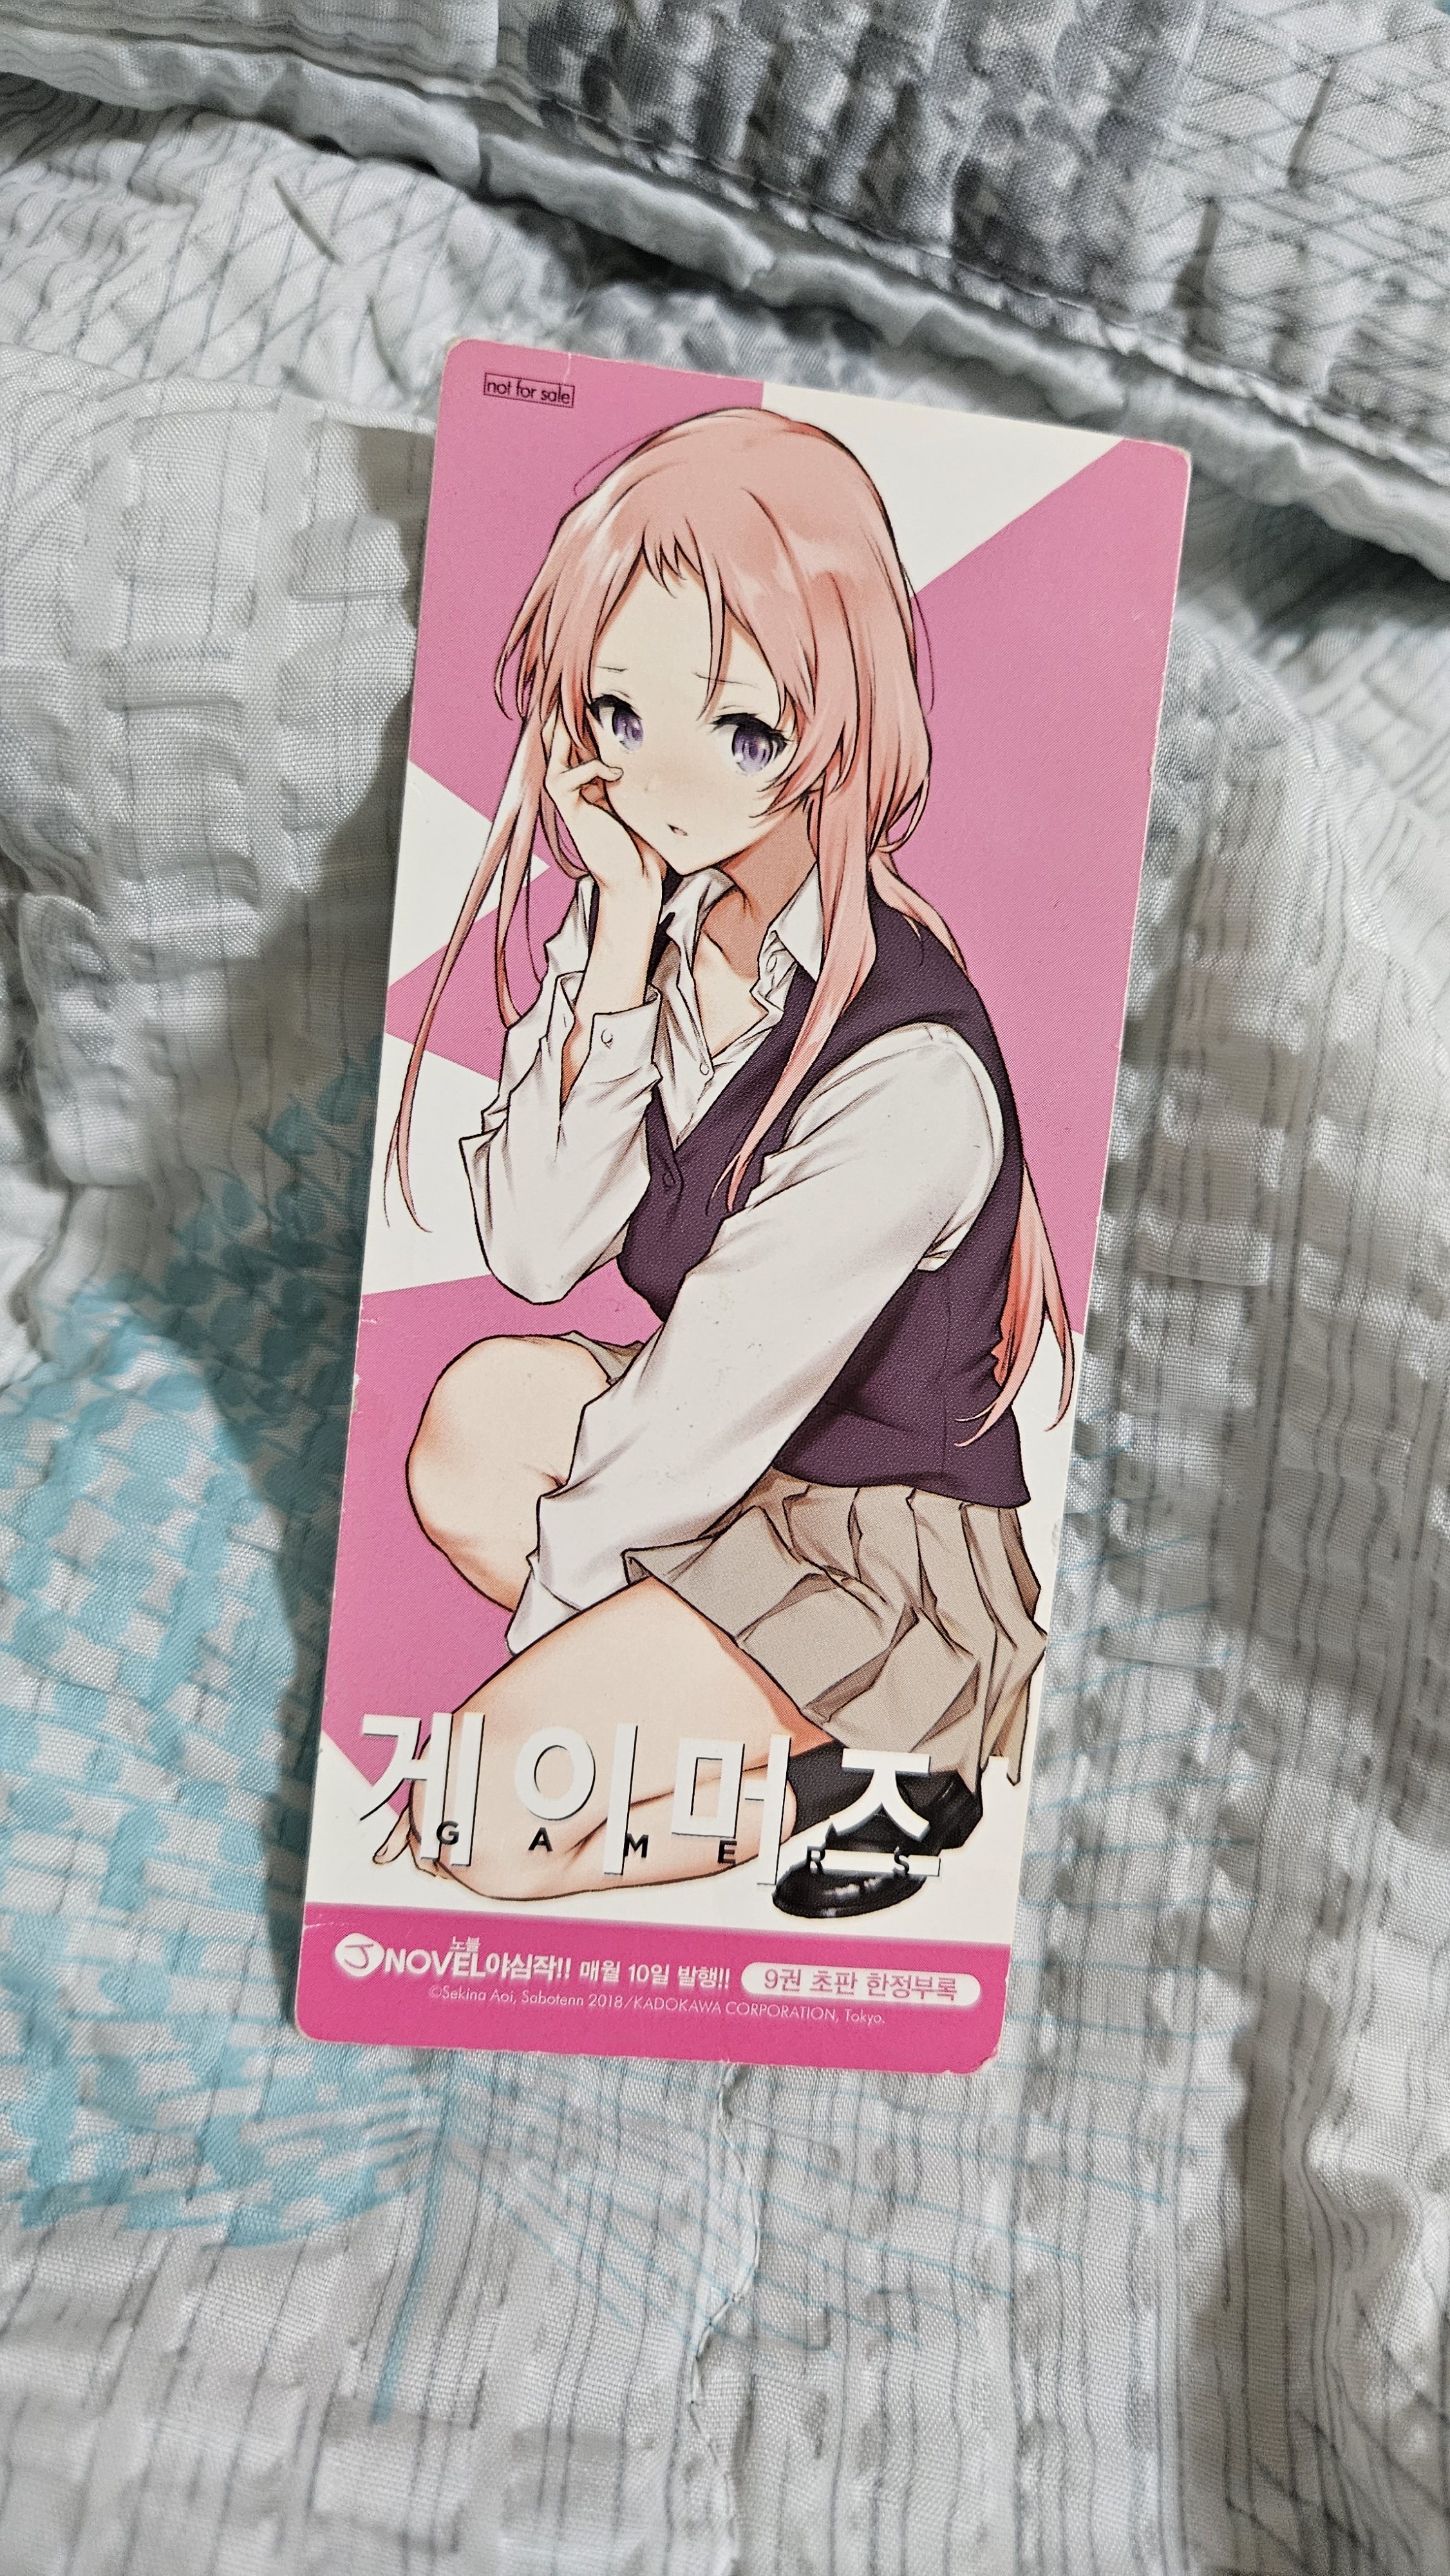 not for sale
게이머즈
GAMERS
노블
J NOVEL야심작!! 매월 10일 발행!! 9권 초판 한정부록
©Sekina Aoi, Sabotenn 2018/KADOKAWA CORPORATION, Tokyo.